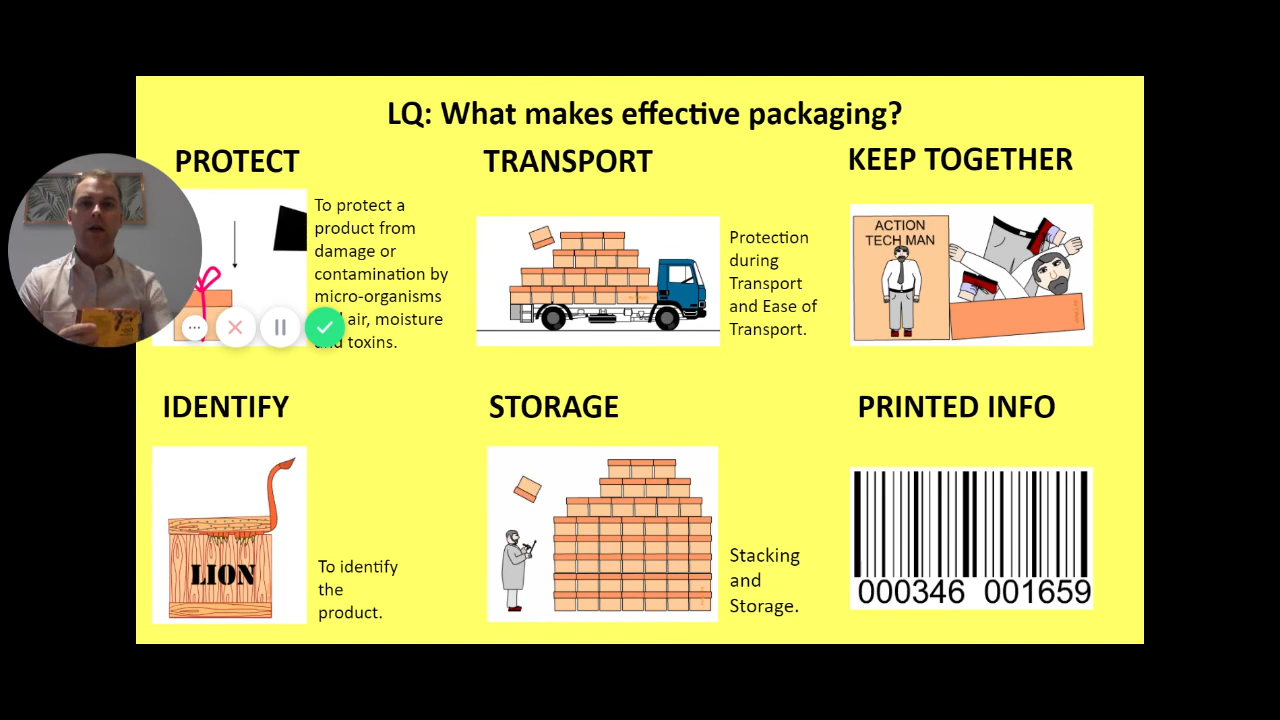 LQ: What makes effective packaging?
PROTECT
To protect a
product from
damage or
contamination by
micro-organisms
air, moisture
toxins.
TRANSPORT
Protection
during
Transport
and Ease of
Transport.
KEEP TOGETHER
ACTION
TECH MAN
IDENTIFY
LION
To identify
the
product.
STORAGE
Stacking
and
Storage.
PRINTED INFO
000346 001659